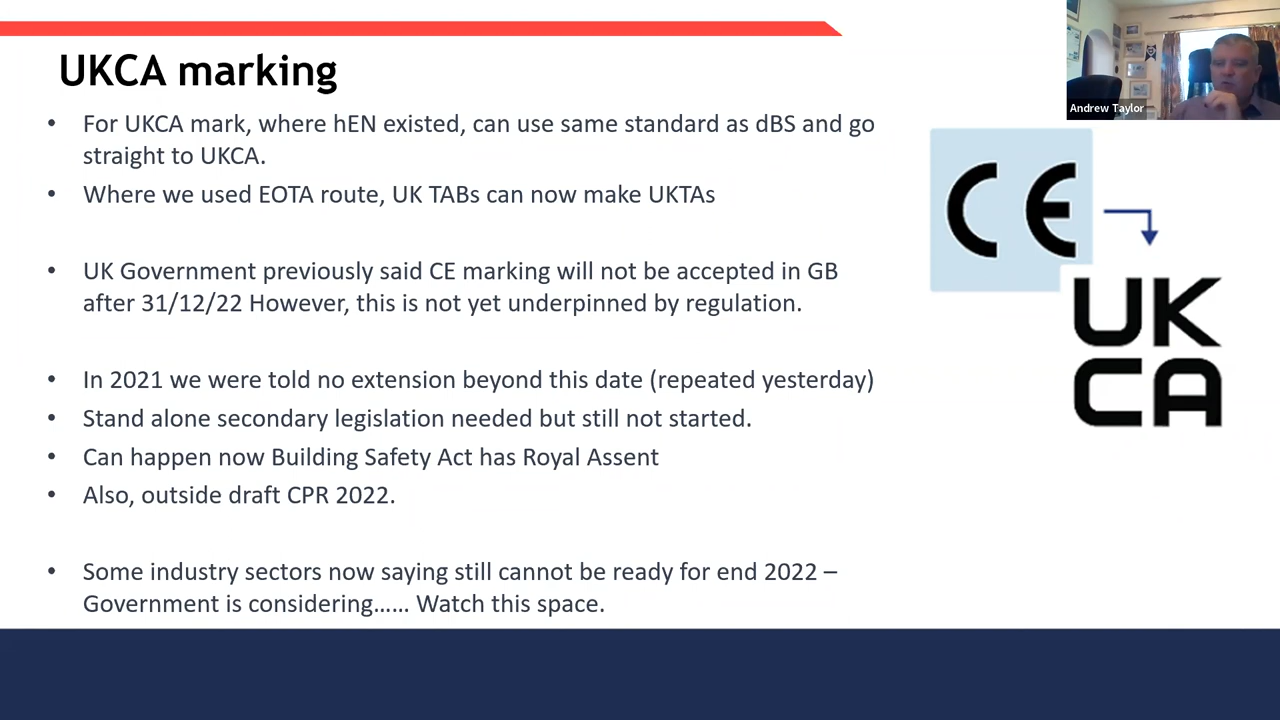 UKCA marking
Andrew Taylor
• For UKCA mark, where hEN existed, can use same standard as dBS and go
straight to UKCA.
• Where we used EOTA route, UK TABs can now make UKTAs
• UK Government previously said CE marking will not be accepted in GB
after 31/12/22 However, this is not yet underpinned by regulation.
• In 2021 we were told no extension beyond this date (repeated yesterday)
• Stand alone secondary legislation needed but still not started.
• Can happen now Building Safety Act has Royal Assent
• Also, outside draft CPR 2022.
• Some industry sectors now saying still cannot be ready for end 2022 –
Government is considering…… Watch this space.
CE
UK
CA